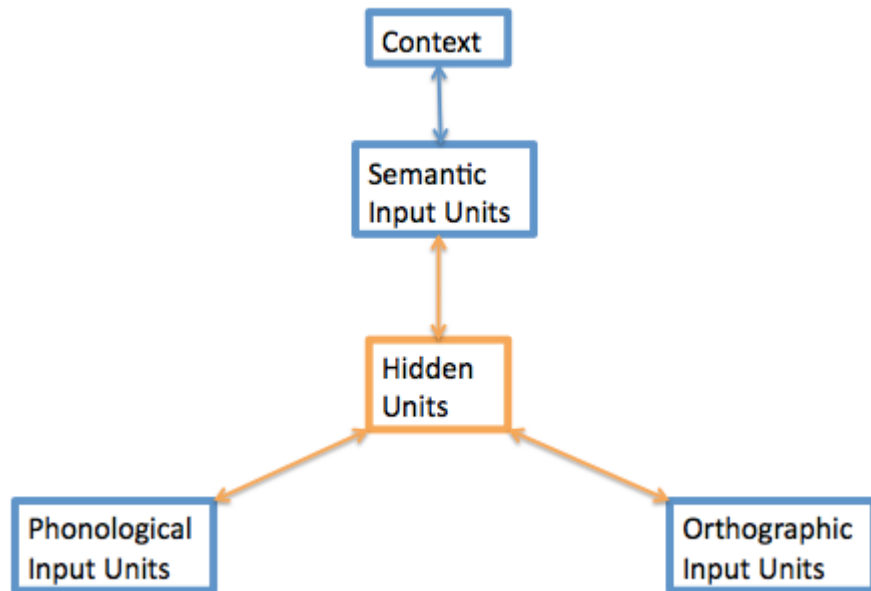 Context
Semantic
Input Units
Hidden
Units
Phonological
Input Units
Orthographic
Input Units